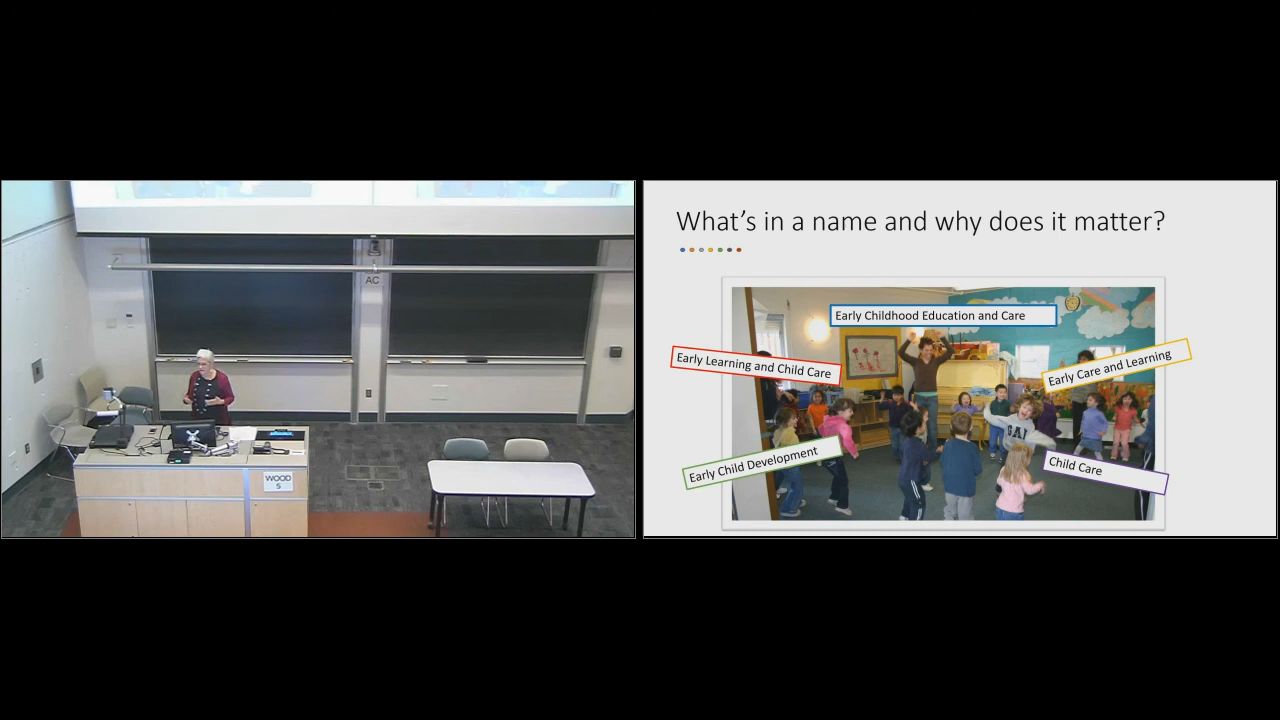 AC
WOOD
5
What's in a name and why does it matter?
Early Childhood Education and Care
Early Learning and Child Care
Early Care and Learning
GAP
Early Child Development
Child Care